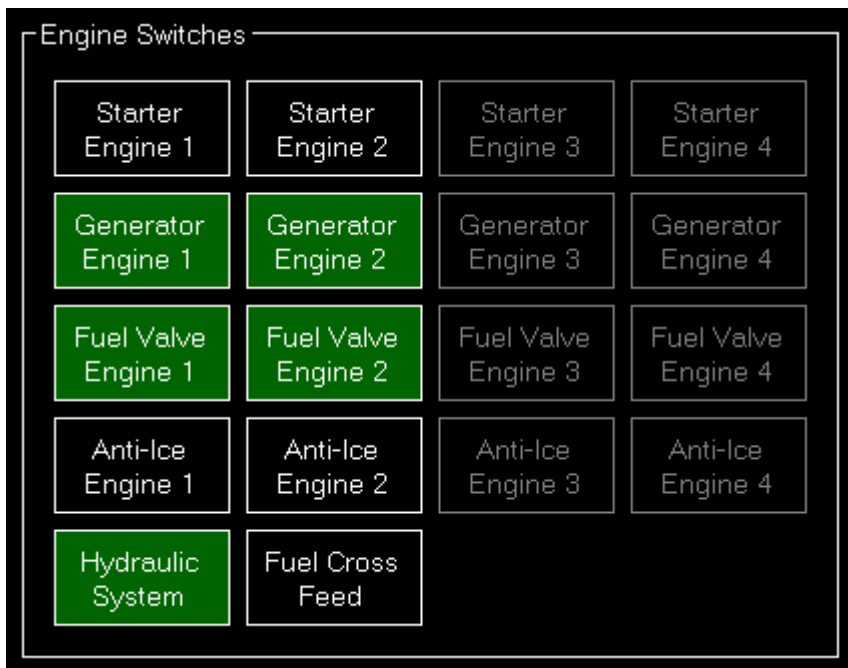 Engine Switches
Starter
Engine 1
Starter
Engine 2
Starter
Engine 3
Starter
Engine 4
Generator
Engine 1
Generator
Engine 2
Generator
Engine 3
Generator
Engine 4
Fuel Valve
Engine 1
Fuel Valve
Engine 2
Fuel Valve
Engine 3
Fuel Valve
Engine 4
Anti-Ice
Engine 1
Anti-Ice
Engine 2
Anti-Ice
Engine 3
Anti-Ice
Engine 4
Hydraulic
System
Fuel Cross
Feed